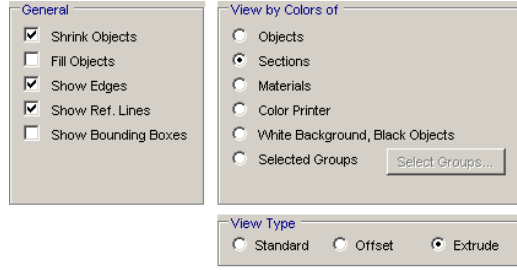 General
Shrink Objects
Fill Objects
Show Edges
Show Ref. Lines
Show Bounding Boxes
View by Colors of
Objects
Sections
Materials
Color Printer
White Background, Black Objects
Selected Groups
Select Groups...
View Type
Standard
Offset
Extrude